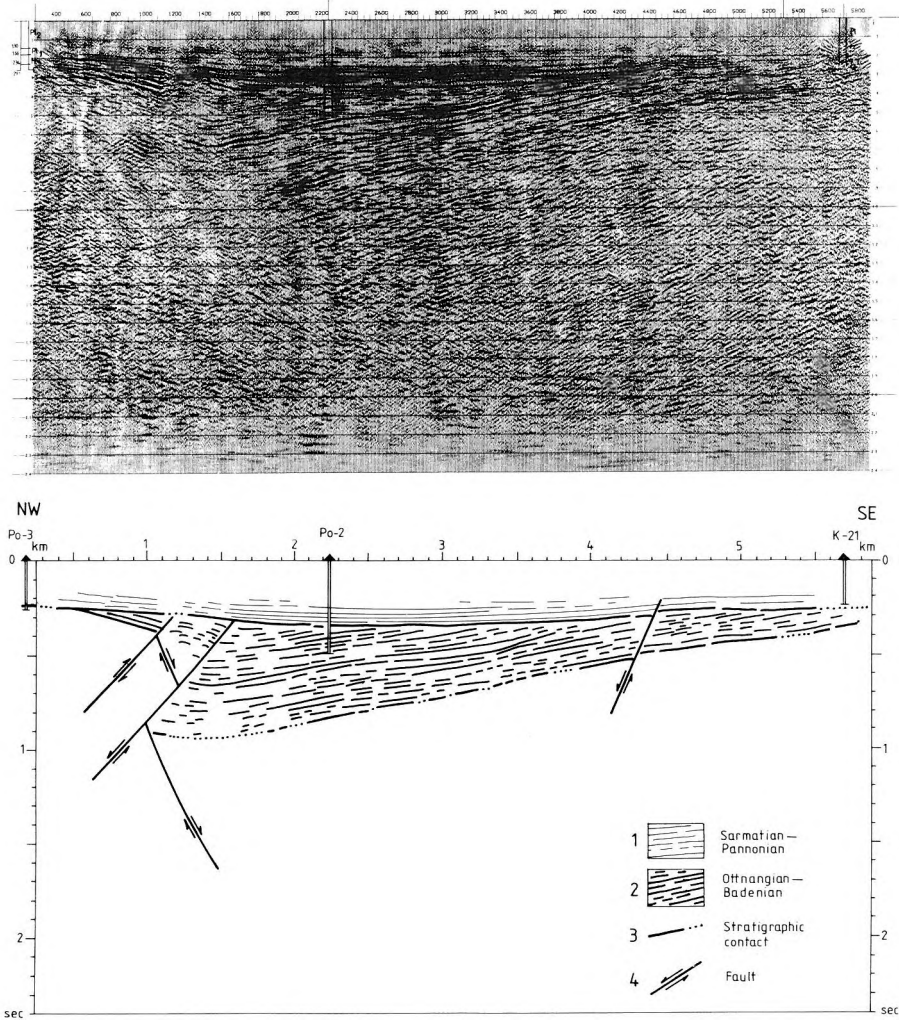 400 600 800 1000 1200 1400 1600 1800 2000 2200 2400 2600 2800 3000 3200 3400 3600 3800 4000 4200 4400 4600 4800 5000 5200 5400 5600 5800
NW
SE
Po-3
Po-2
K-21
km 1 2 3 4 5 km
0
0
1
1
2
2
sec
sec
1 Sarmatian—
Pannonian
2 Ottnangian—
Badenian
3 Stratigraphic
contact
4 Fault